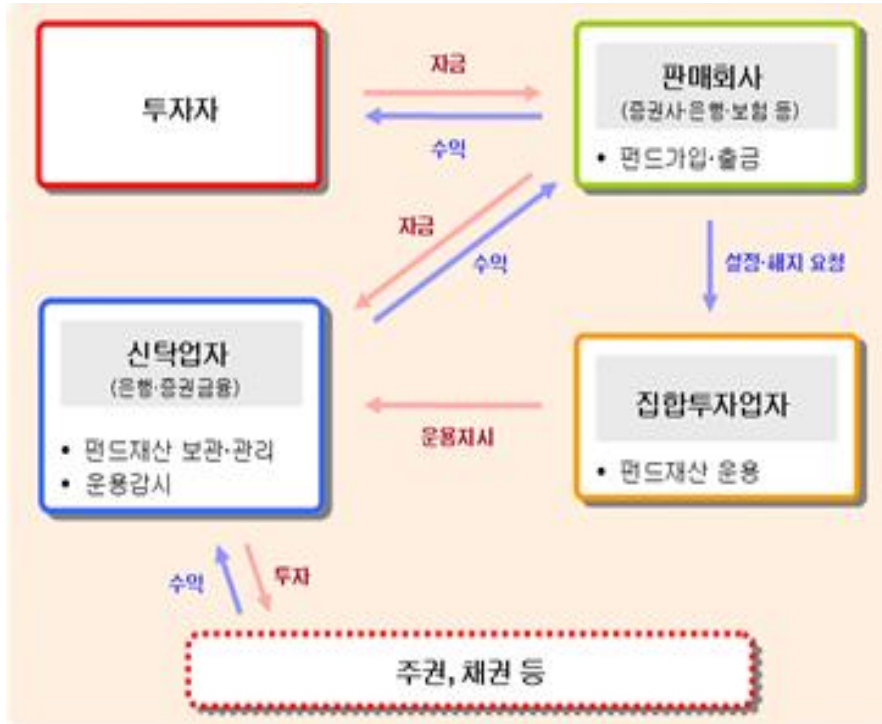 투자자
자금
수익
판매회사
(증권사·은행·보험 등)
• 펀드가입·출금
자금
수익
설정·해지 요청
신탁업자
(은행·증권금융)
• 펀드재산 보관·관리
• 운용감시
운용지시
집합투자업자
• 펀드재산 운용
수익
투자
주권, 채권 등